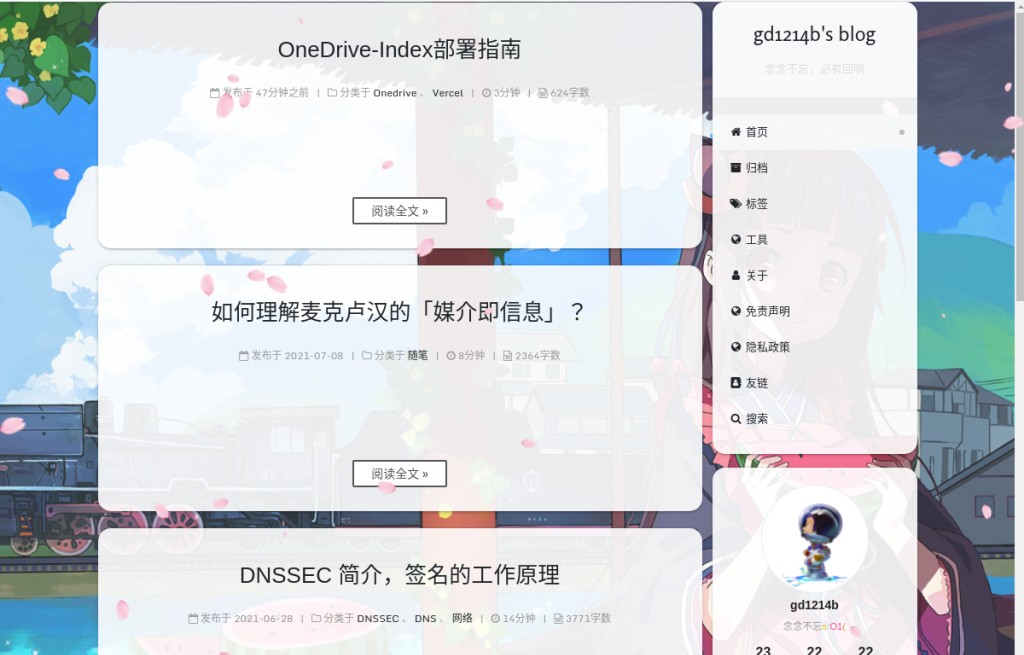 OneDrive-Index部署指南
发布于 47分钟之前 | 分类于 Onedrive 、 Vercel | 3分钟 | 624字数
阅读全文 »
如何理解麦克卢汉的「媒介即信息」？
发布于 2021-07-08 | 分类于 随笔 | 8分钟 | 2364字数
阅读全文 »
DNSSEC 简介，签名的工作原理
发布于 2021-06-28 | 分类于 DNSSEC 、 DNS 、 网络 | 14分钟 | 3771字数
gd1214b's blog
念念不忘，必有回响
首页
归档
标签
工具
关于
免责声明
隐私政策
友链
搜索
gd1214b
念念不忘s:O1(
23 22 22